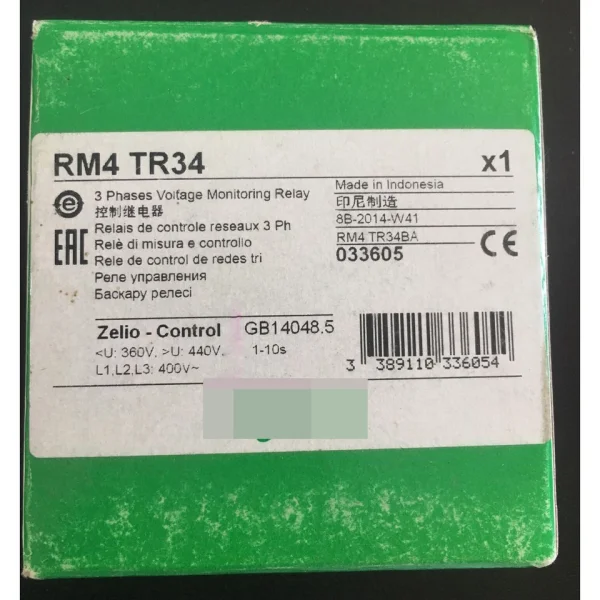 RM4 TR34
x1
3 Phases Voltage Monitoring Relay
控制继电器
Relais de controle reseaux 3 Ph
Relè di misura e controllo
Rele de control de redes tri
Реле управления
Баскару релесі
Made in Indonesia
印尼制造
8B-2014-W41
RM4 TR34BA
033605
CE
e
EAC
Zelio - Control
GB14048.5
<U: 360V, >U: 440V,
1-10s
L1,L2,L3: 400V~
3 389110 336054